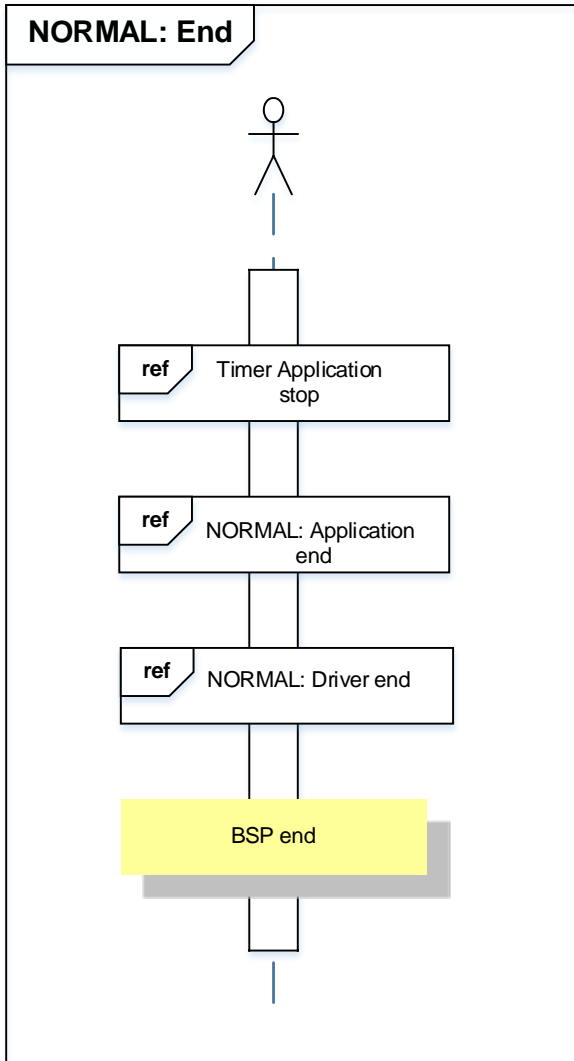 NORMAL: End
ref
Timer Application
stop
ref
NORMAL: Application
end
ref
NORMAL: Driver end
BSP end